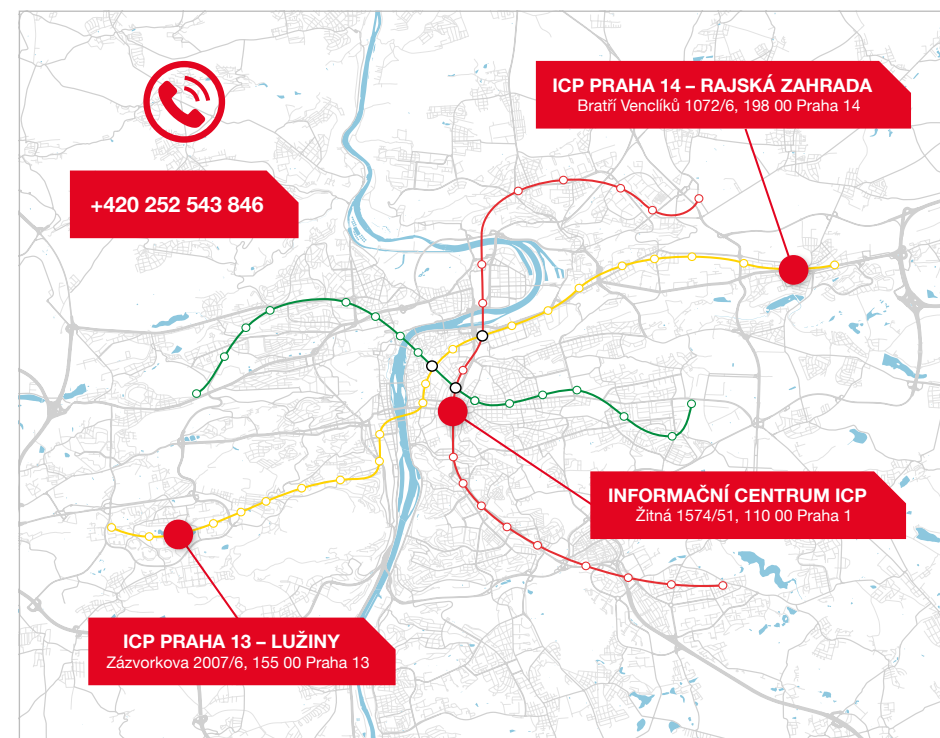 ICP PRAHA 14 – RAJSKÁ ZAHRADA
Bratří Venclíků 1072/6, 198 00 Praha 14
+420 252 543 846
INFORMAČNÍ CENTRUM ICP
Žitná 1574/51, 110 00 Praha 1
ICP PRAHA 13 – LUŽINY
Zázvorkova 2007/6, 155 00 Praha 13